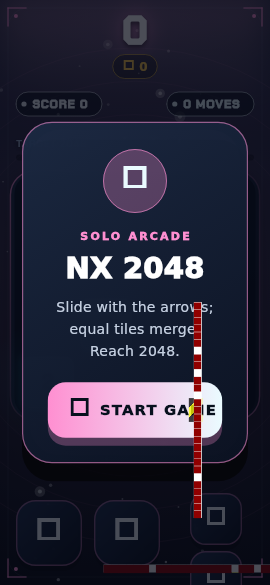 0
0
SCORE 0
0 MOVES
SOLO ARCADE
NX 2048
Slide with the arrows;
equal tiles merge.
Reach 2048.
START GAME